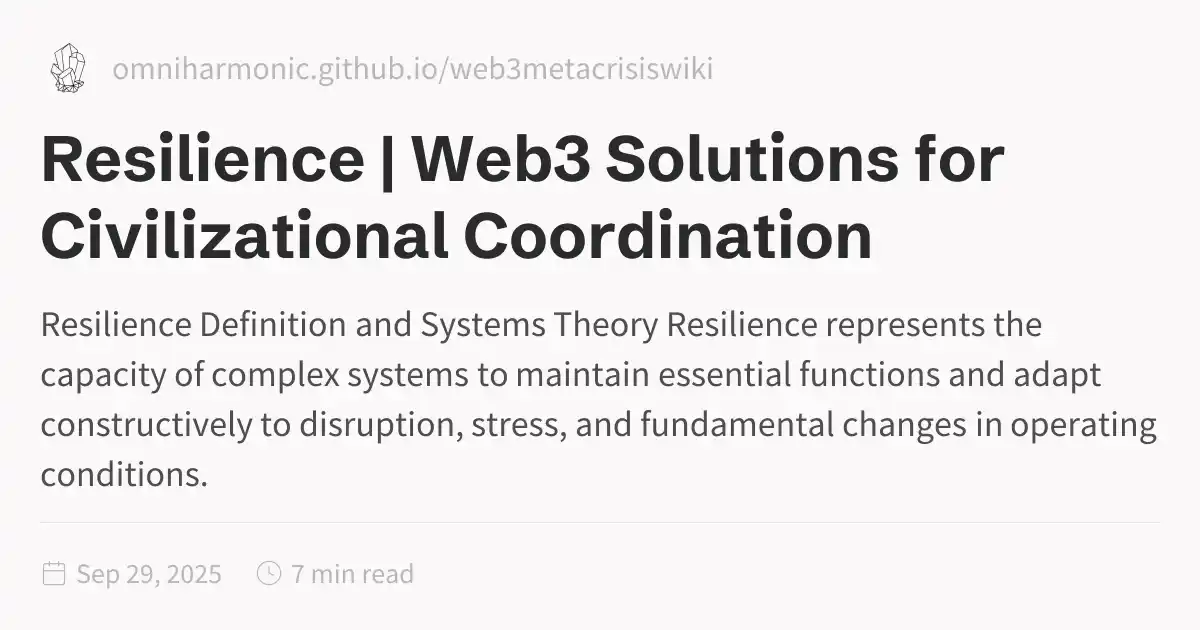 omniharmonic.github.io/web3metacrisiswiki
Resilience | Web3 Solutions for
Civilizational Coordination
Resilience Definition and Systems Theory Resilience represents the
capacity of complex systems to maintain essential functions and adapt
constructively to disruption, stress, and fundamental changes in operating
conditions.
Sep 29, 2025 7 min read